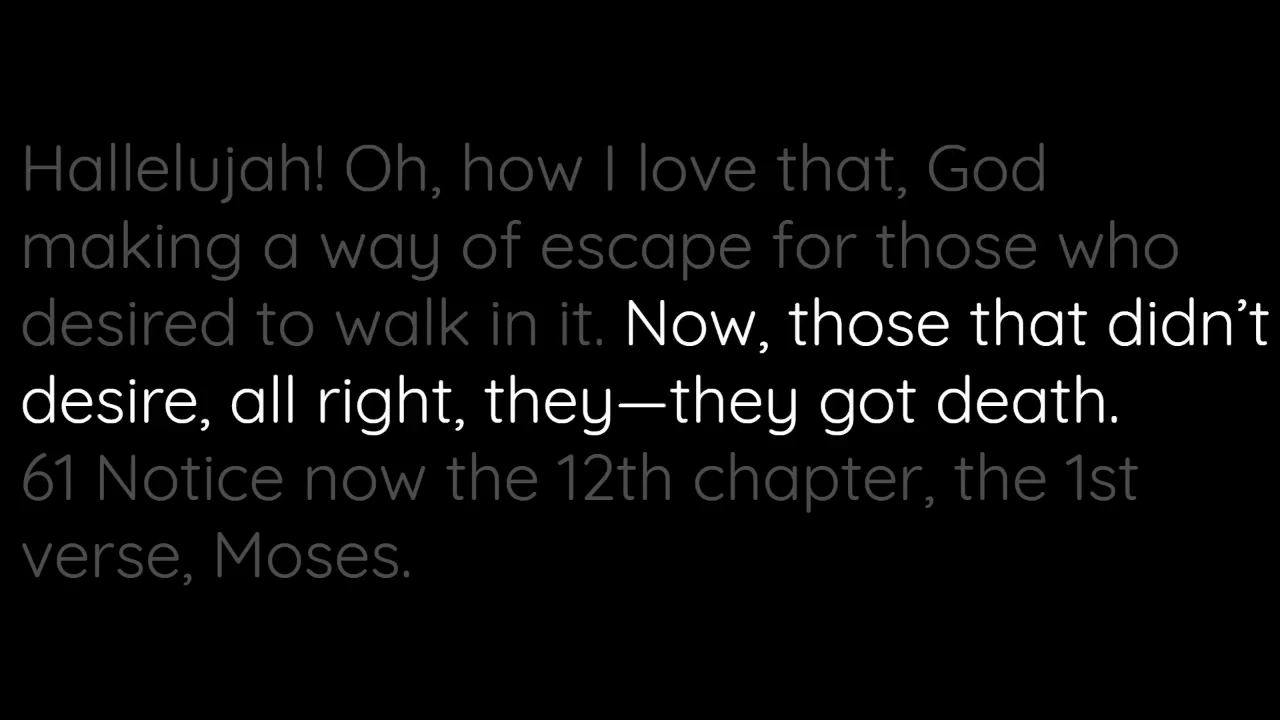 Hallelujah! Oh, how I love that, God
making a way of escape for those who
desired to walk in it. Now, those that didn’t
desire, all right, they—they got death.
61 Notice now the 12th chapter, the 1st
verse, Moses.